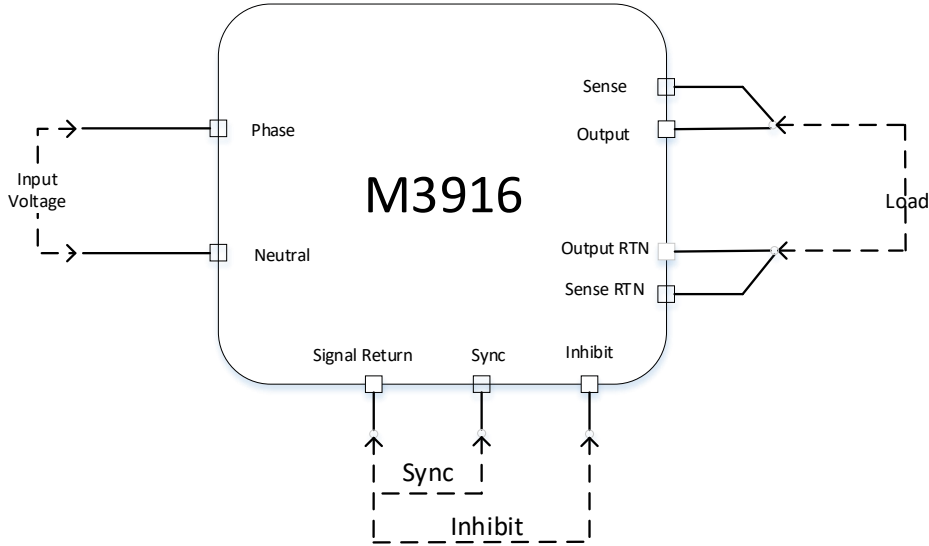 Sense
Phase
Output
Input
Voltage
M3916
Load
Neutral
Output RTN
Sense RTN
Signal Return
Sync
Inhibit
Sync
Inhibit